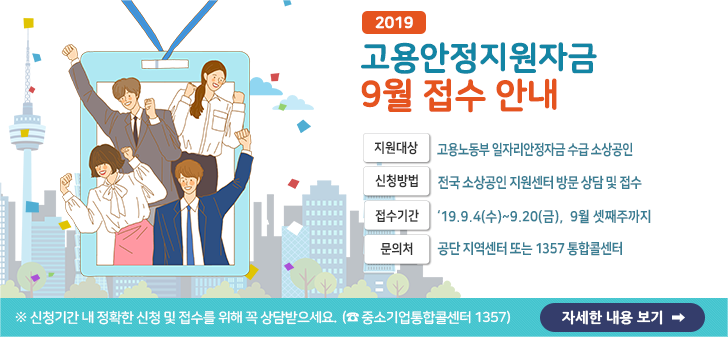 2019
고용안정지원자금
9월 접수 안내
지원대상 고용노동부 일자리안정자금 수급 소상공인
신청방법 전국 소상공인 지원센터 방문 상담 및 접수
접수기간 '19.9.4(수)~9.20(금), 9월 셋째주까지
문의처 공단 지역센터 또는 1357 통합콜센터
※ 신청기간 내 정확한 신청 및 접수를 위해 꼭 상담받으세요. (☎ 중소기업통합콜센터 1357)
자세한 내용 보기 ➡